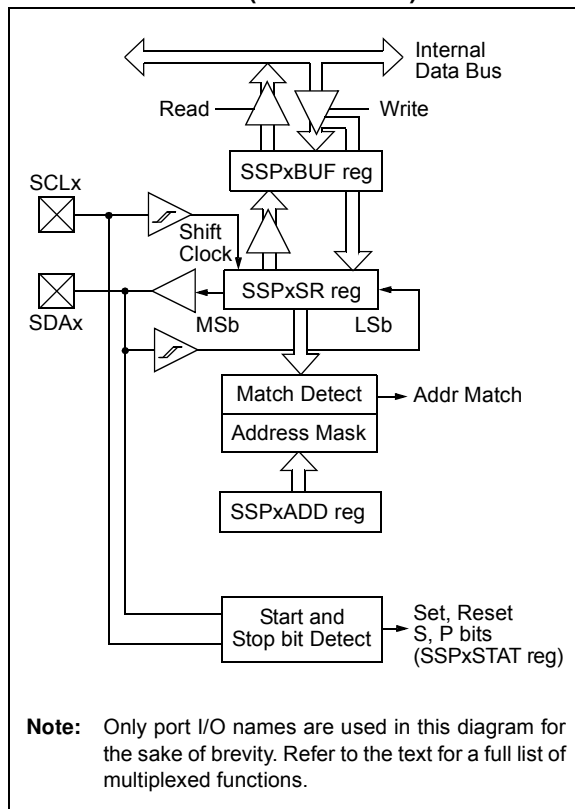 Internal
Data Bus
Read
Write
SSPxBUF reg
SCLx
Shift
Clock
SSPxSR reg
SDAx
MSb
LSb
Match Detect
Addr Match
Address Mask
SSPxADD reg
Start and
Stop bit Detect
Set, Reset
S, P bits
(SSPxSTAT reg)
Note: Only port I/O names are used in this diagram for
the sake of brevity. Refer to the text for a full list of
multiplexed functions.